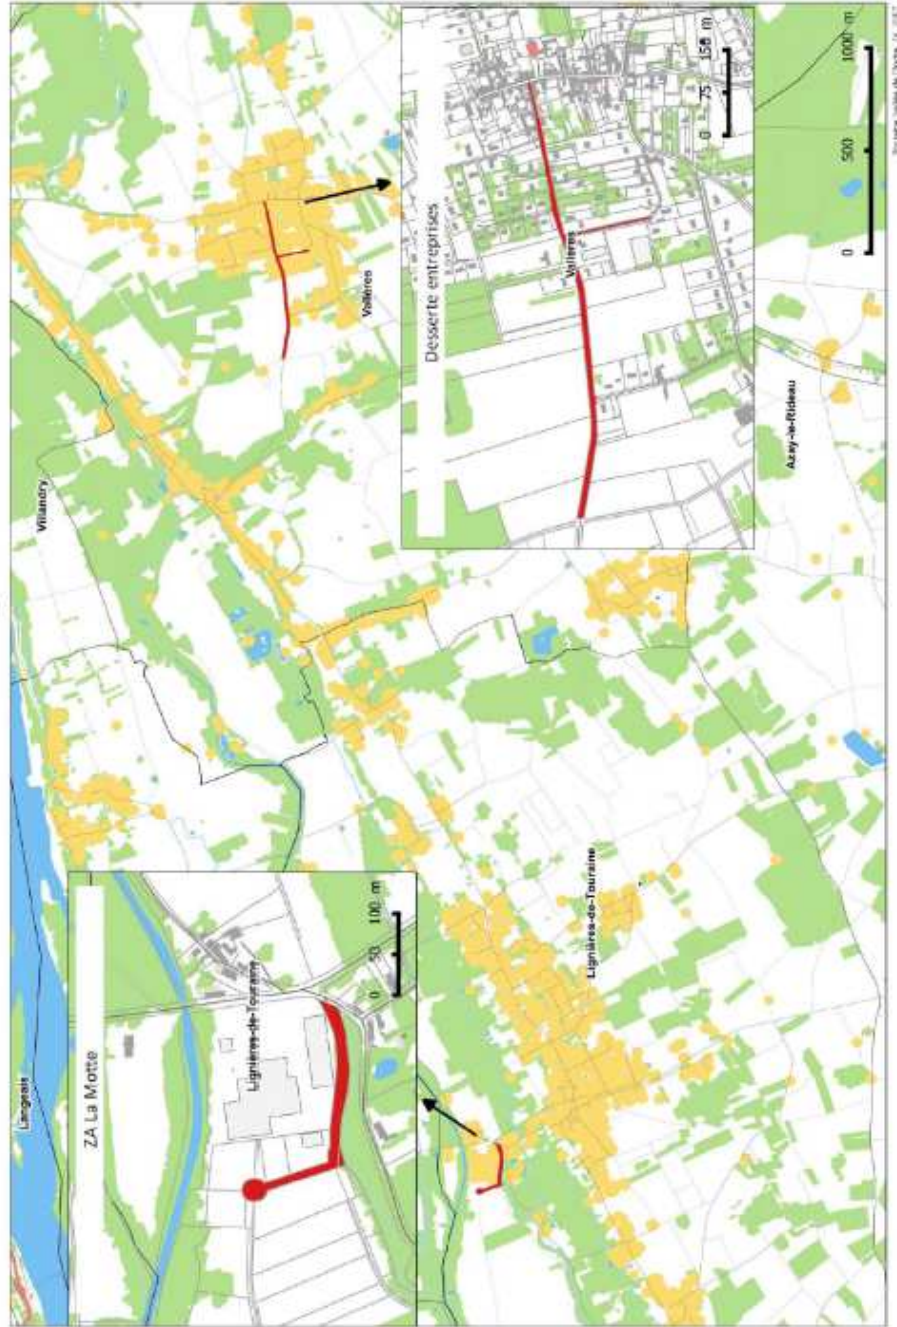 Langeais
Villandry
ZA La Motte
Lignières-de-Touraine
0 50 100 m
Vallères
Desserte entreprises
Vallères
0 75 150 m
Lignières-de-Touraine
Azay-le-Rideau
0 500 1000 m